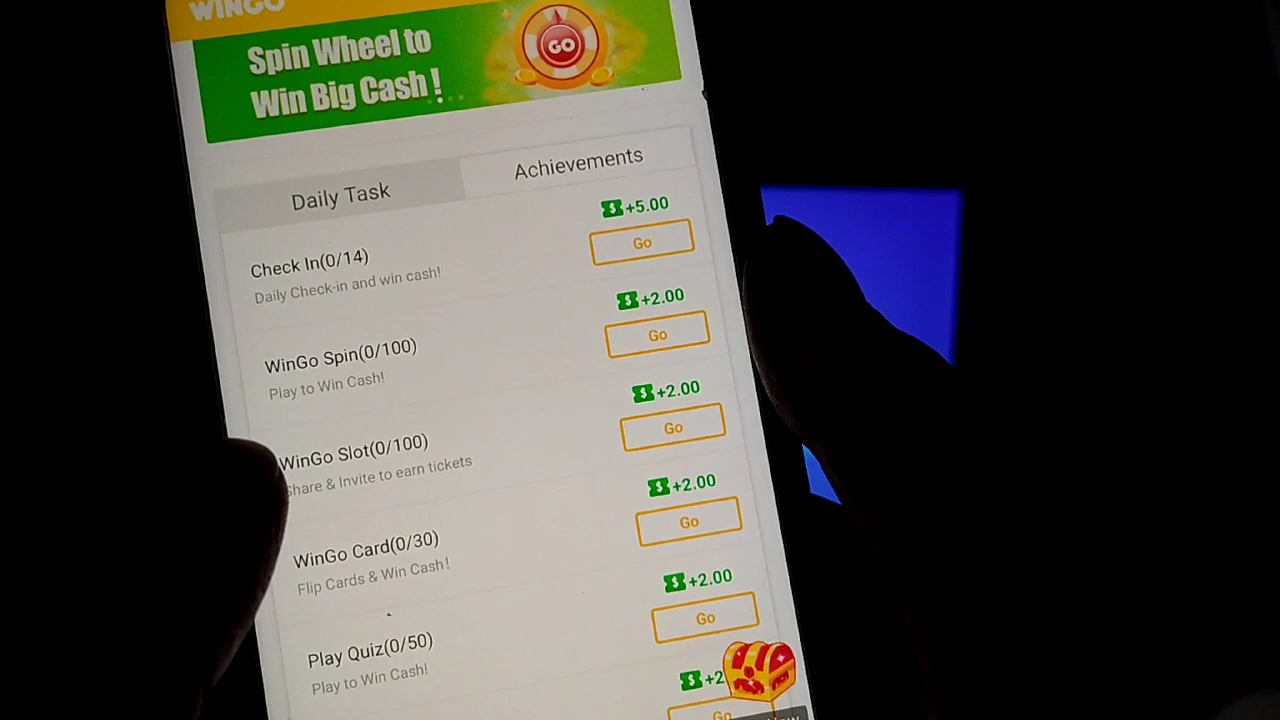 WINGO
Spin Wheel to
Win Big Cash!
GO
Daily Task
Achievements
Check In(0/14)
Daily Check-in and win cash!
$ +5.00
Go
WinGo Spin(0/100)
Play to Win Cash!
$ +2.00
Go
WinGo Slot(0/100)
Share & Invite to earn tickets
$ +2.00
Go
WinGo Card(0/30)
Flip Cards & Win Cash!
$ +2.00
Go
Play Quiz(0/50)
Play to Win Cash!
$ +2.00
Go
$ +2
Go